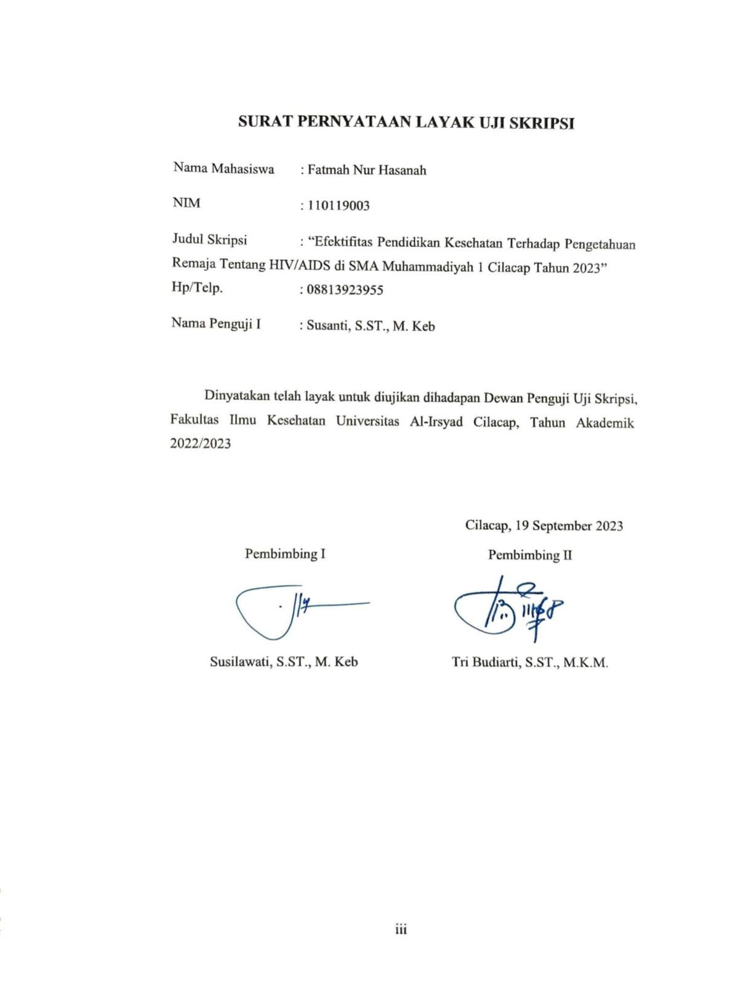 SURAT PERNYATAAN LAYAK UJI SKRIPSI
Nama Mahasiswa : Fatmah Nur Hasanah
NIM : 110119003
Judul Skripsi : “Efektifitas Pendidikan Kesehatan Terhadap Pengetahuan
Remaja Tentang HIV/AIDS di SMA Muhammadiyah 1 Cilacap Tahun 2023”
Hp/Telp. : 08813923955
Nama Penguji I : Susanti, S.ST., M. Keb
Dinyatakan telah layak untuk diujikan dihadapan Dewan Penguji Uji Skripsi,
Fakultas Ilmu Kesehatan Universitas Al-Irsyad Cilacap, Tahun Akademik
2022/2023
Cilacap, 19 September 2023
Pembimbing I Pembimbing II
Susilawati, S.ST., M. Keb Tri Budiarti, S.ST., M.K.M.
iii